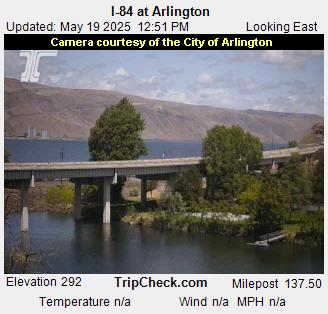 I-84 at Arlington
Updated: May 19 2025 12:51 PM Looking East
Camera courtesy of the City of Arlington
Elevation 292 TripCheck.com Milepost 137.50
Temperature n/a Wind n/a MPH n/a